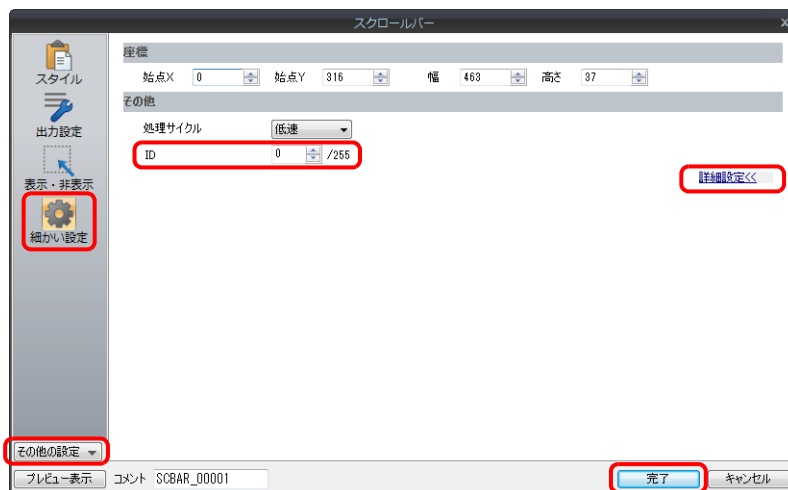 スクロールバー
座標
始点X 0 始点Y 316 幅 463 高さ 37
その他
処理サイクル 低速
ID 0 /255
詳細設定<<
スタイル
出力設定
表示・非表示
細かい設定
その他の設定
プレビュー表示 コメント SCBAR_00001 完了 キャンセル